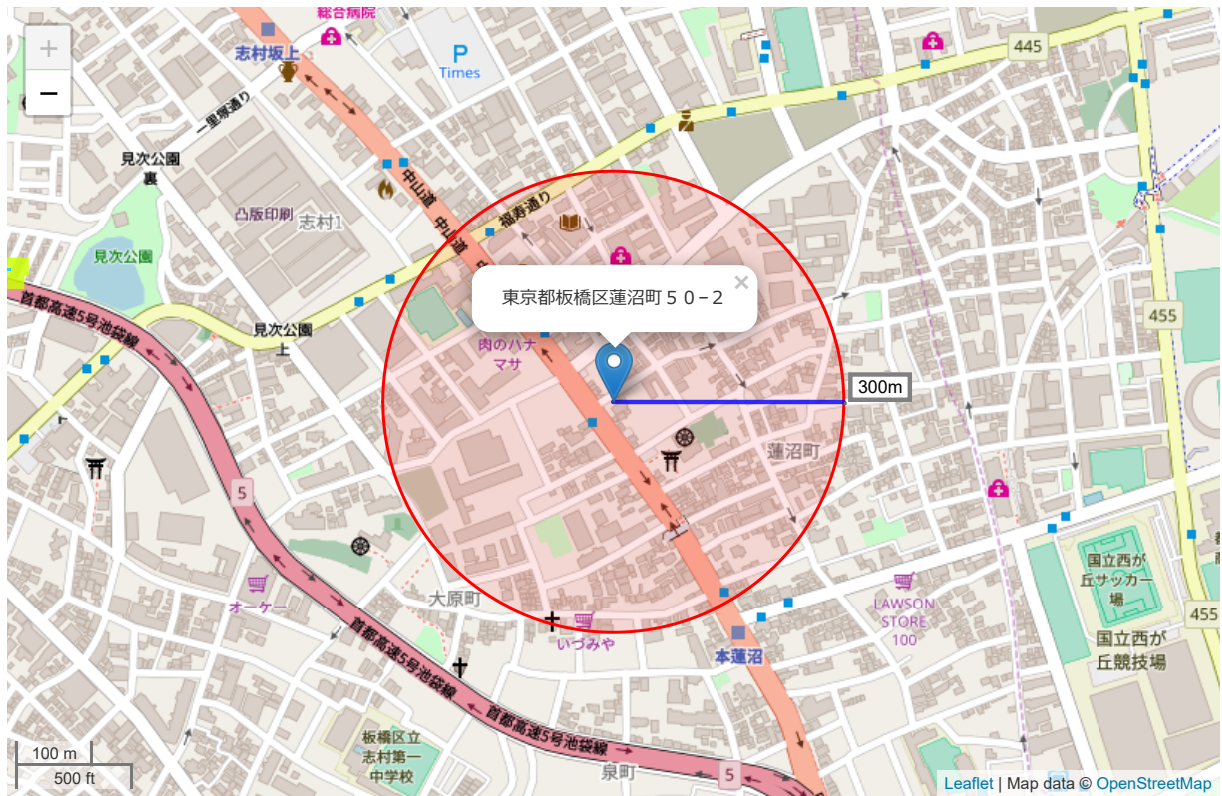 総合病院
志村坂上
+
−
P
Times
445
一里塚通り
見次公園
裏
中山道
中山道
福寿通り
凸版印刷
志村1
見次公園
東京都板橋区蓮沼町５０−２
×
首都高速5号池袋線
見次公園
上
肉のハナ
マサ
455
300m
蓮沼町
5
国立西が
丘サッカー
場
オーケー
大原町
LAWSON
STORE
100
455
首都高速5号池袋線
いづみや
本蓮沼
国立西が
丘競技場
首都高速5号池袋線
板橋区立
志村第一
中学校
泉町
5
100 m
500 ft
Leaflet | Map data © OpenStreetMap